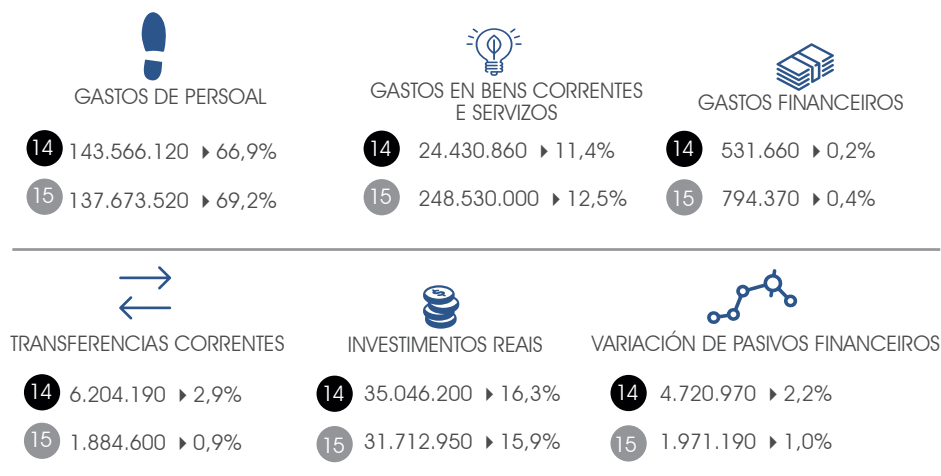 GASTOS DE PERSOAL
14 143.566.120 66,9%
15 137.673.520 69,2%
GASTOS EN BENS CORRENTES
E SERVIZOS
14 24.430.860 11,4%
15 248.530.000 12,5%
GASTOS FINANCEIROS
14 531.660 0,2%
15 794.370 0,4%
TRANSFERENCIAS CORRENTES
14 6.204.190 2,9%
15 1.884.600 0,9%
INVESTIMENTOS REAIS
14 35.046.200 16,3%
15 31.712.950 15,9%
VARIACIÓN DE PASIVOS FINANCEIROS
14 4.720.970 2,2%
15 1.971.190 1,0%